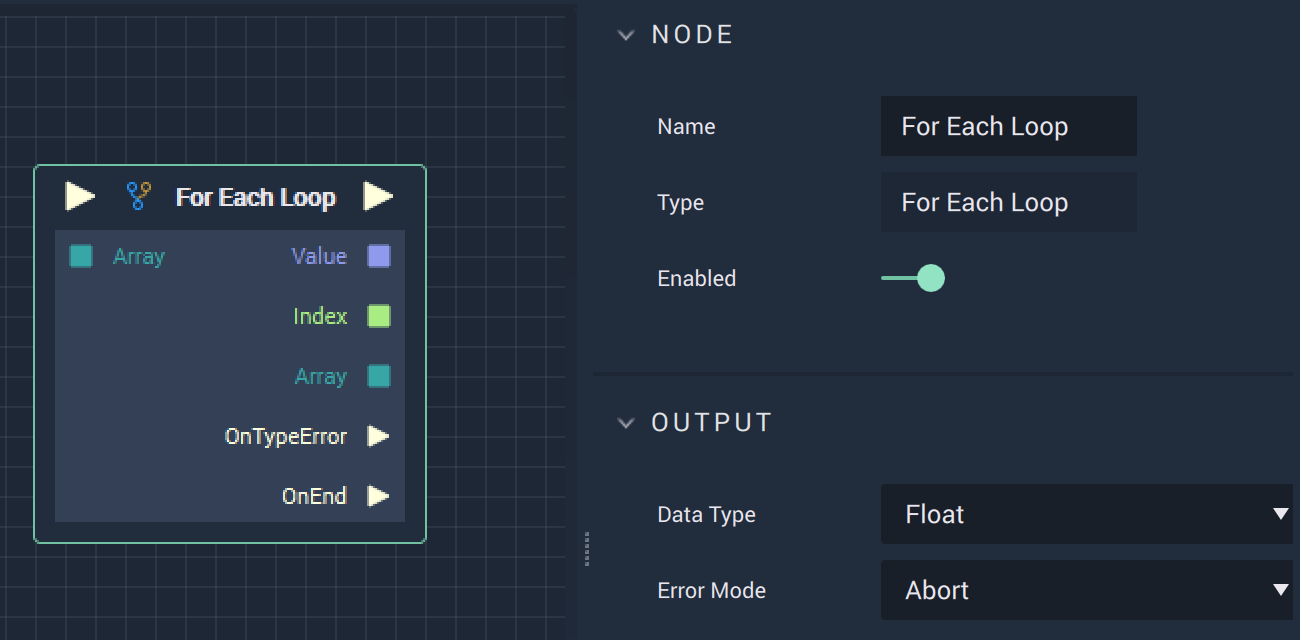 For Each Loop
Array Value
Index
Array
OnTypeError
OnEnd
NODE
Name For Each Loop
Type For Each Loop
Enabled
OUTPUT
Data Type Float
Error Mode Abort